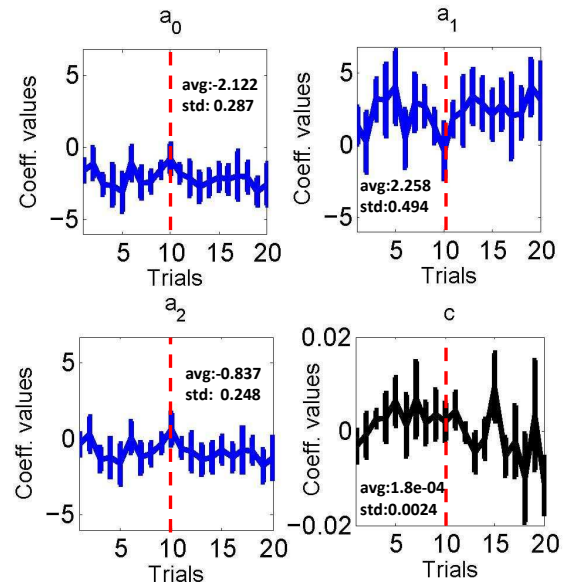 a0
Coeff. values
5
0
−5
avg:-2.122
std: 0.287
5
10
15
20
Trials
a1
Coeff. values
5
0
−5
avg:2.258
std:0.494
5
10
15
20
Trials
a2
Coeff. values
5
0
−5
avg:-0.837
std: 0.248
5
10
15
20
Trials
c
Coeff. values
0.02
0
−0.02
avg:1.8e-04
std:0.0024
5
10
15
20
Trials